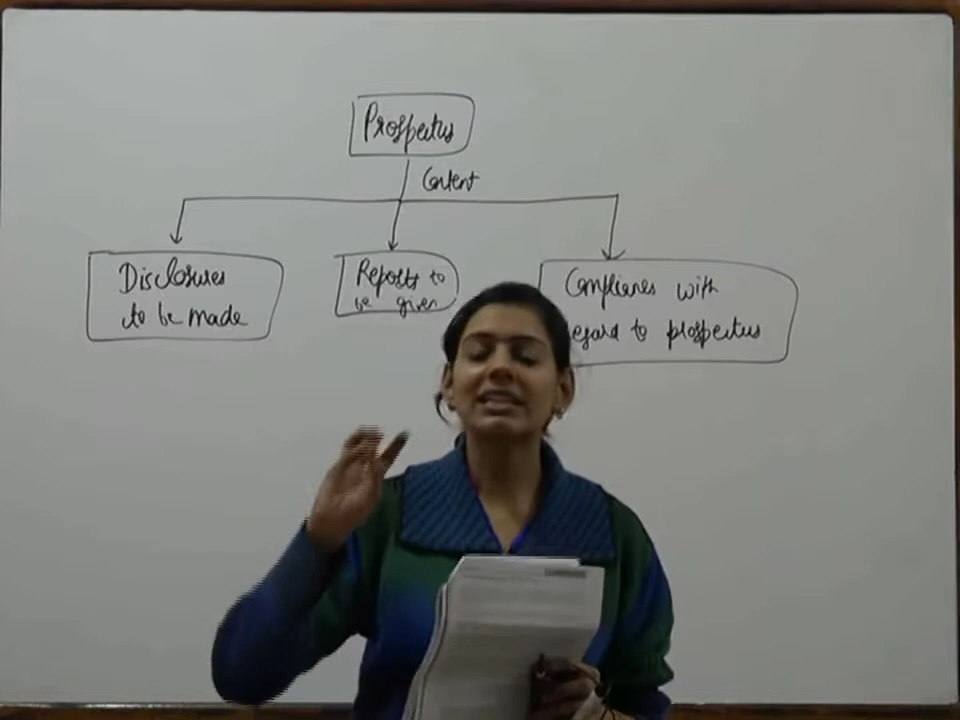 Prospectus
Content
Disclosures
to be made
Reports to
be given
Compliances with
regard to prospectus